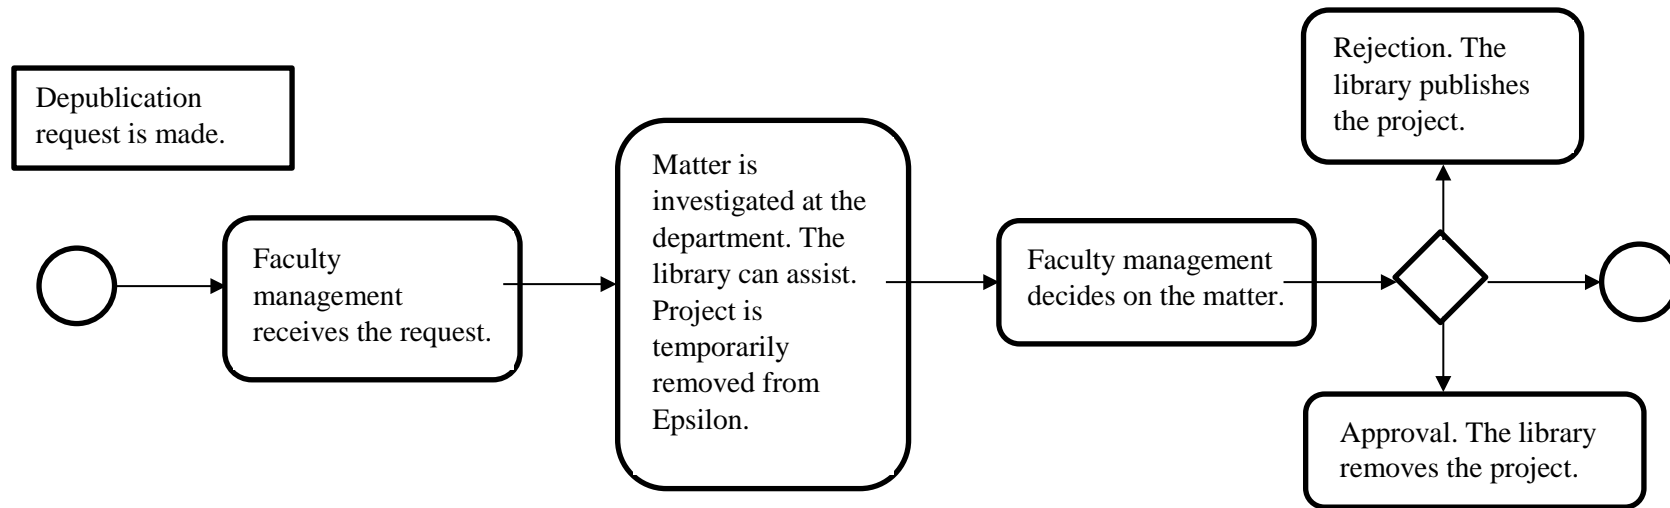 Depublication
request is made.
Faculty
management
receives the request.
Matter is
investigated at the
department. The
library can assist.
Project is
temporarily
removed from
Epsilon.
Faculty management
decides on the matter.
Rejection. The
library publishes
the project.
Approval. The library
removes the project.